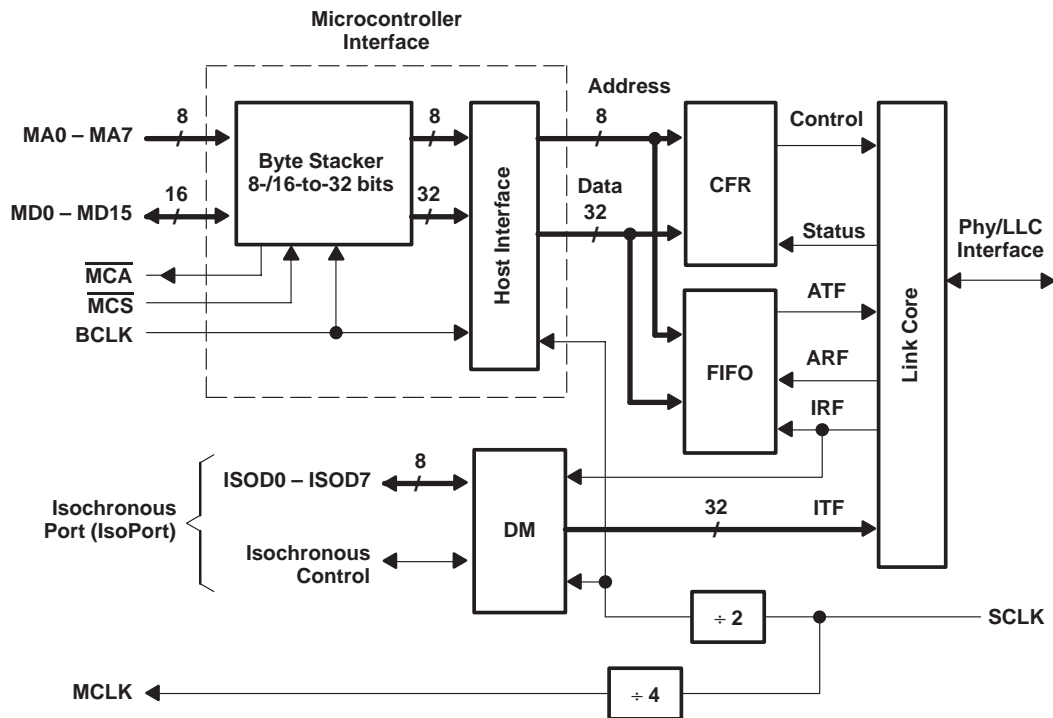 Microcontroller
Interface
Address
MA0 – MA7
8
8
8
Control
Byte Stacker
8-/16-to-32 bits
Host Interface
CFR
Link Core
MD0 – MD15
16
32
Data
32
Status
Phy/LLC
Interface
MCA
MCS
BCLK
ATF
FIFO
ARF
IRF
Isochronous
Port (IsoPort)
ISOD0 – ISOD7
8
DM
32
ITF
Isochronous
Control
÷ 2
SCLK
MCLK
÷ 4